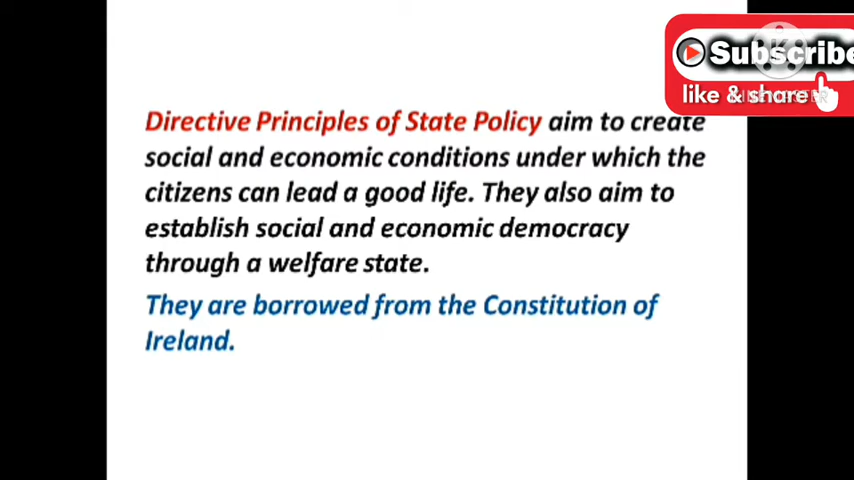 Subscribe
like & share
Directive Principles of State Policy aim to create
social and economic conditions under which the
citizens can lead a good life. They also aim to
establish social and economic democracy
through a welfare state.
They are borrowed from the Constitution of
Ireland.